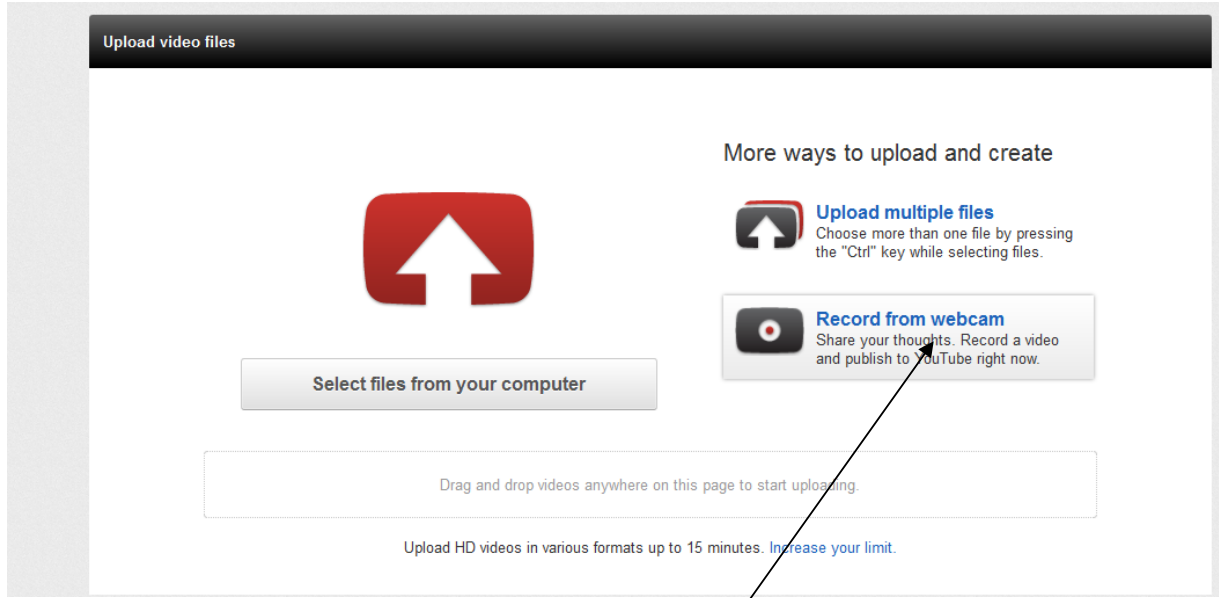 Upload video files
More ways to upload and create
Upload multiple files
Choose more than one file by pressing
the "Ctrl" key while selecting files.
Record from webcam
Share your thoughts. Record a video
and publish to YouTube right now.
Select files from your computer
Drag and drop videos anywhere on this page to start uploading.
Upload HD videos in various formats up to 15 minutes. Increase your limit.